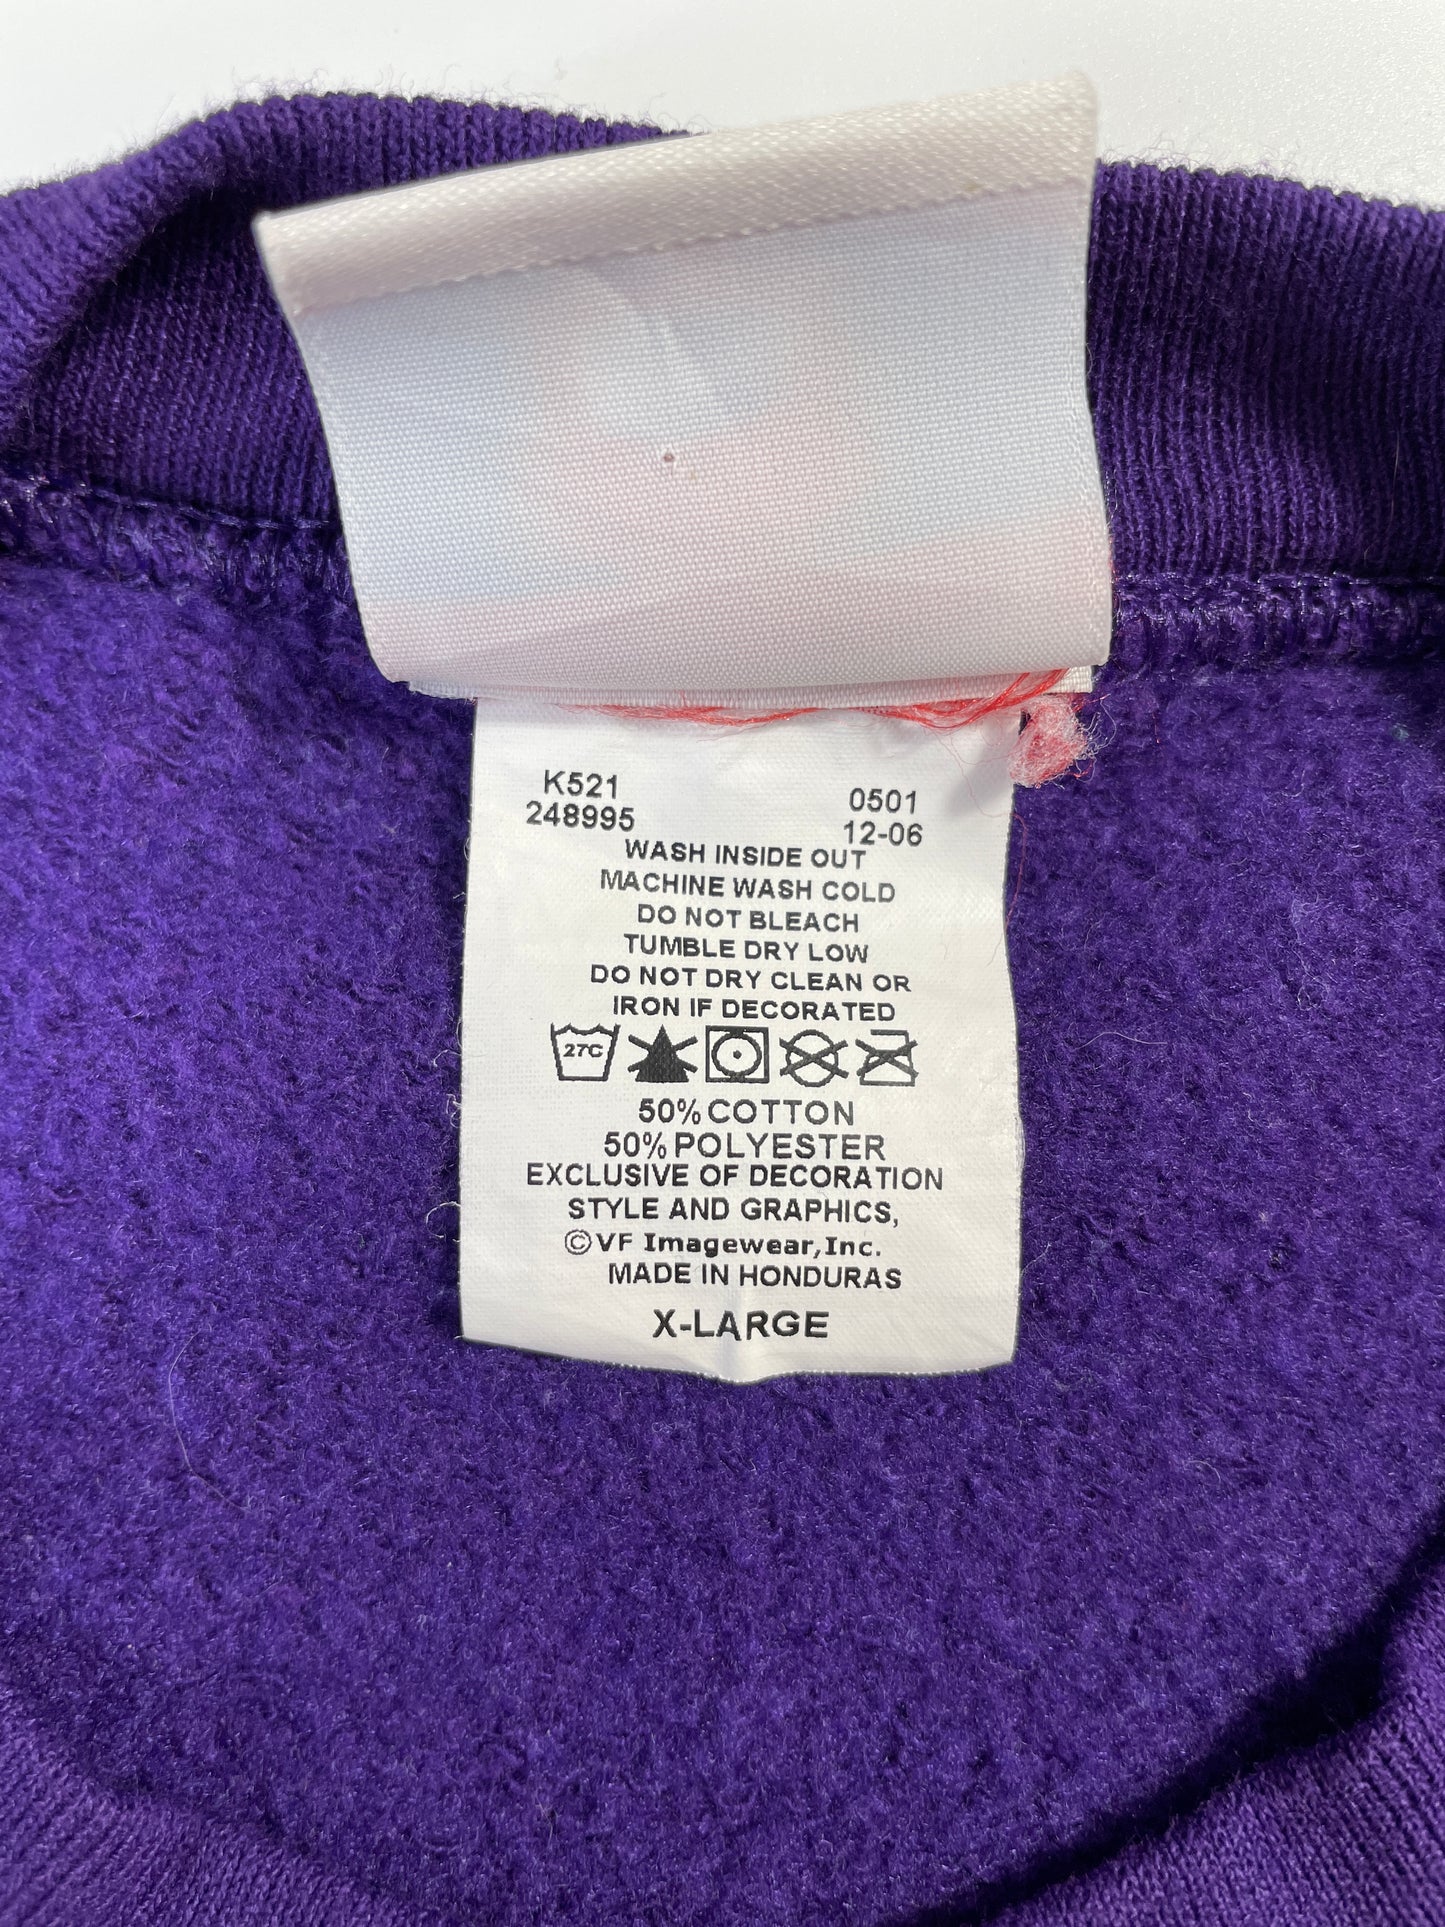 K521 0501
248995 12-06
WASH INSIDE OUT
MACHINE WASH COLD
DO NOT BLEACH
TUMBLE DRY LOW
DO NOT DRY CLEAN OR
IRON IF DECORATED
27C
50% COTTON
50% POLYESTER
EXCLUSIVE OF DECORATION
STYLE AND GRAPHICS,
©VF Imagewear,Inc.
MADE IN HONDURAS
X-LARGE